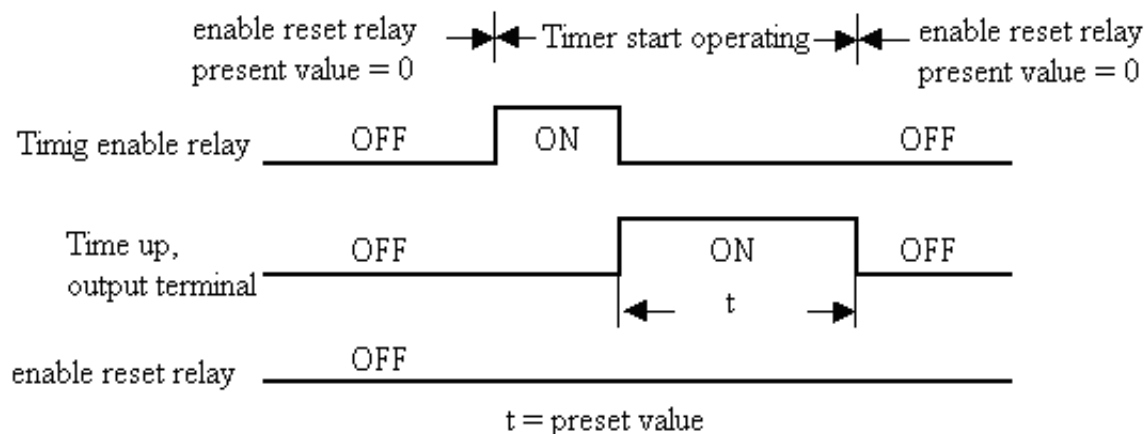 enable reset relay
present value = 0
Timer start operating
enable reset relay
present value = 0
Timig enable relay
OFF
ON
OFF
Time up,
output terminal
OFF
ON
OFF
t
enable reset relay
OFF
t = preset value